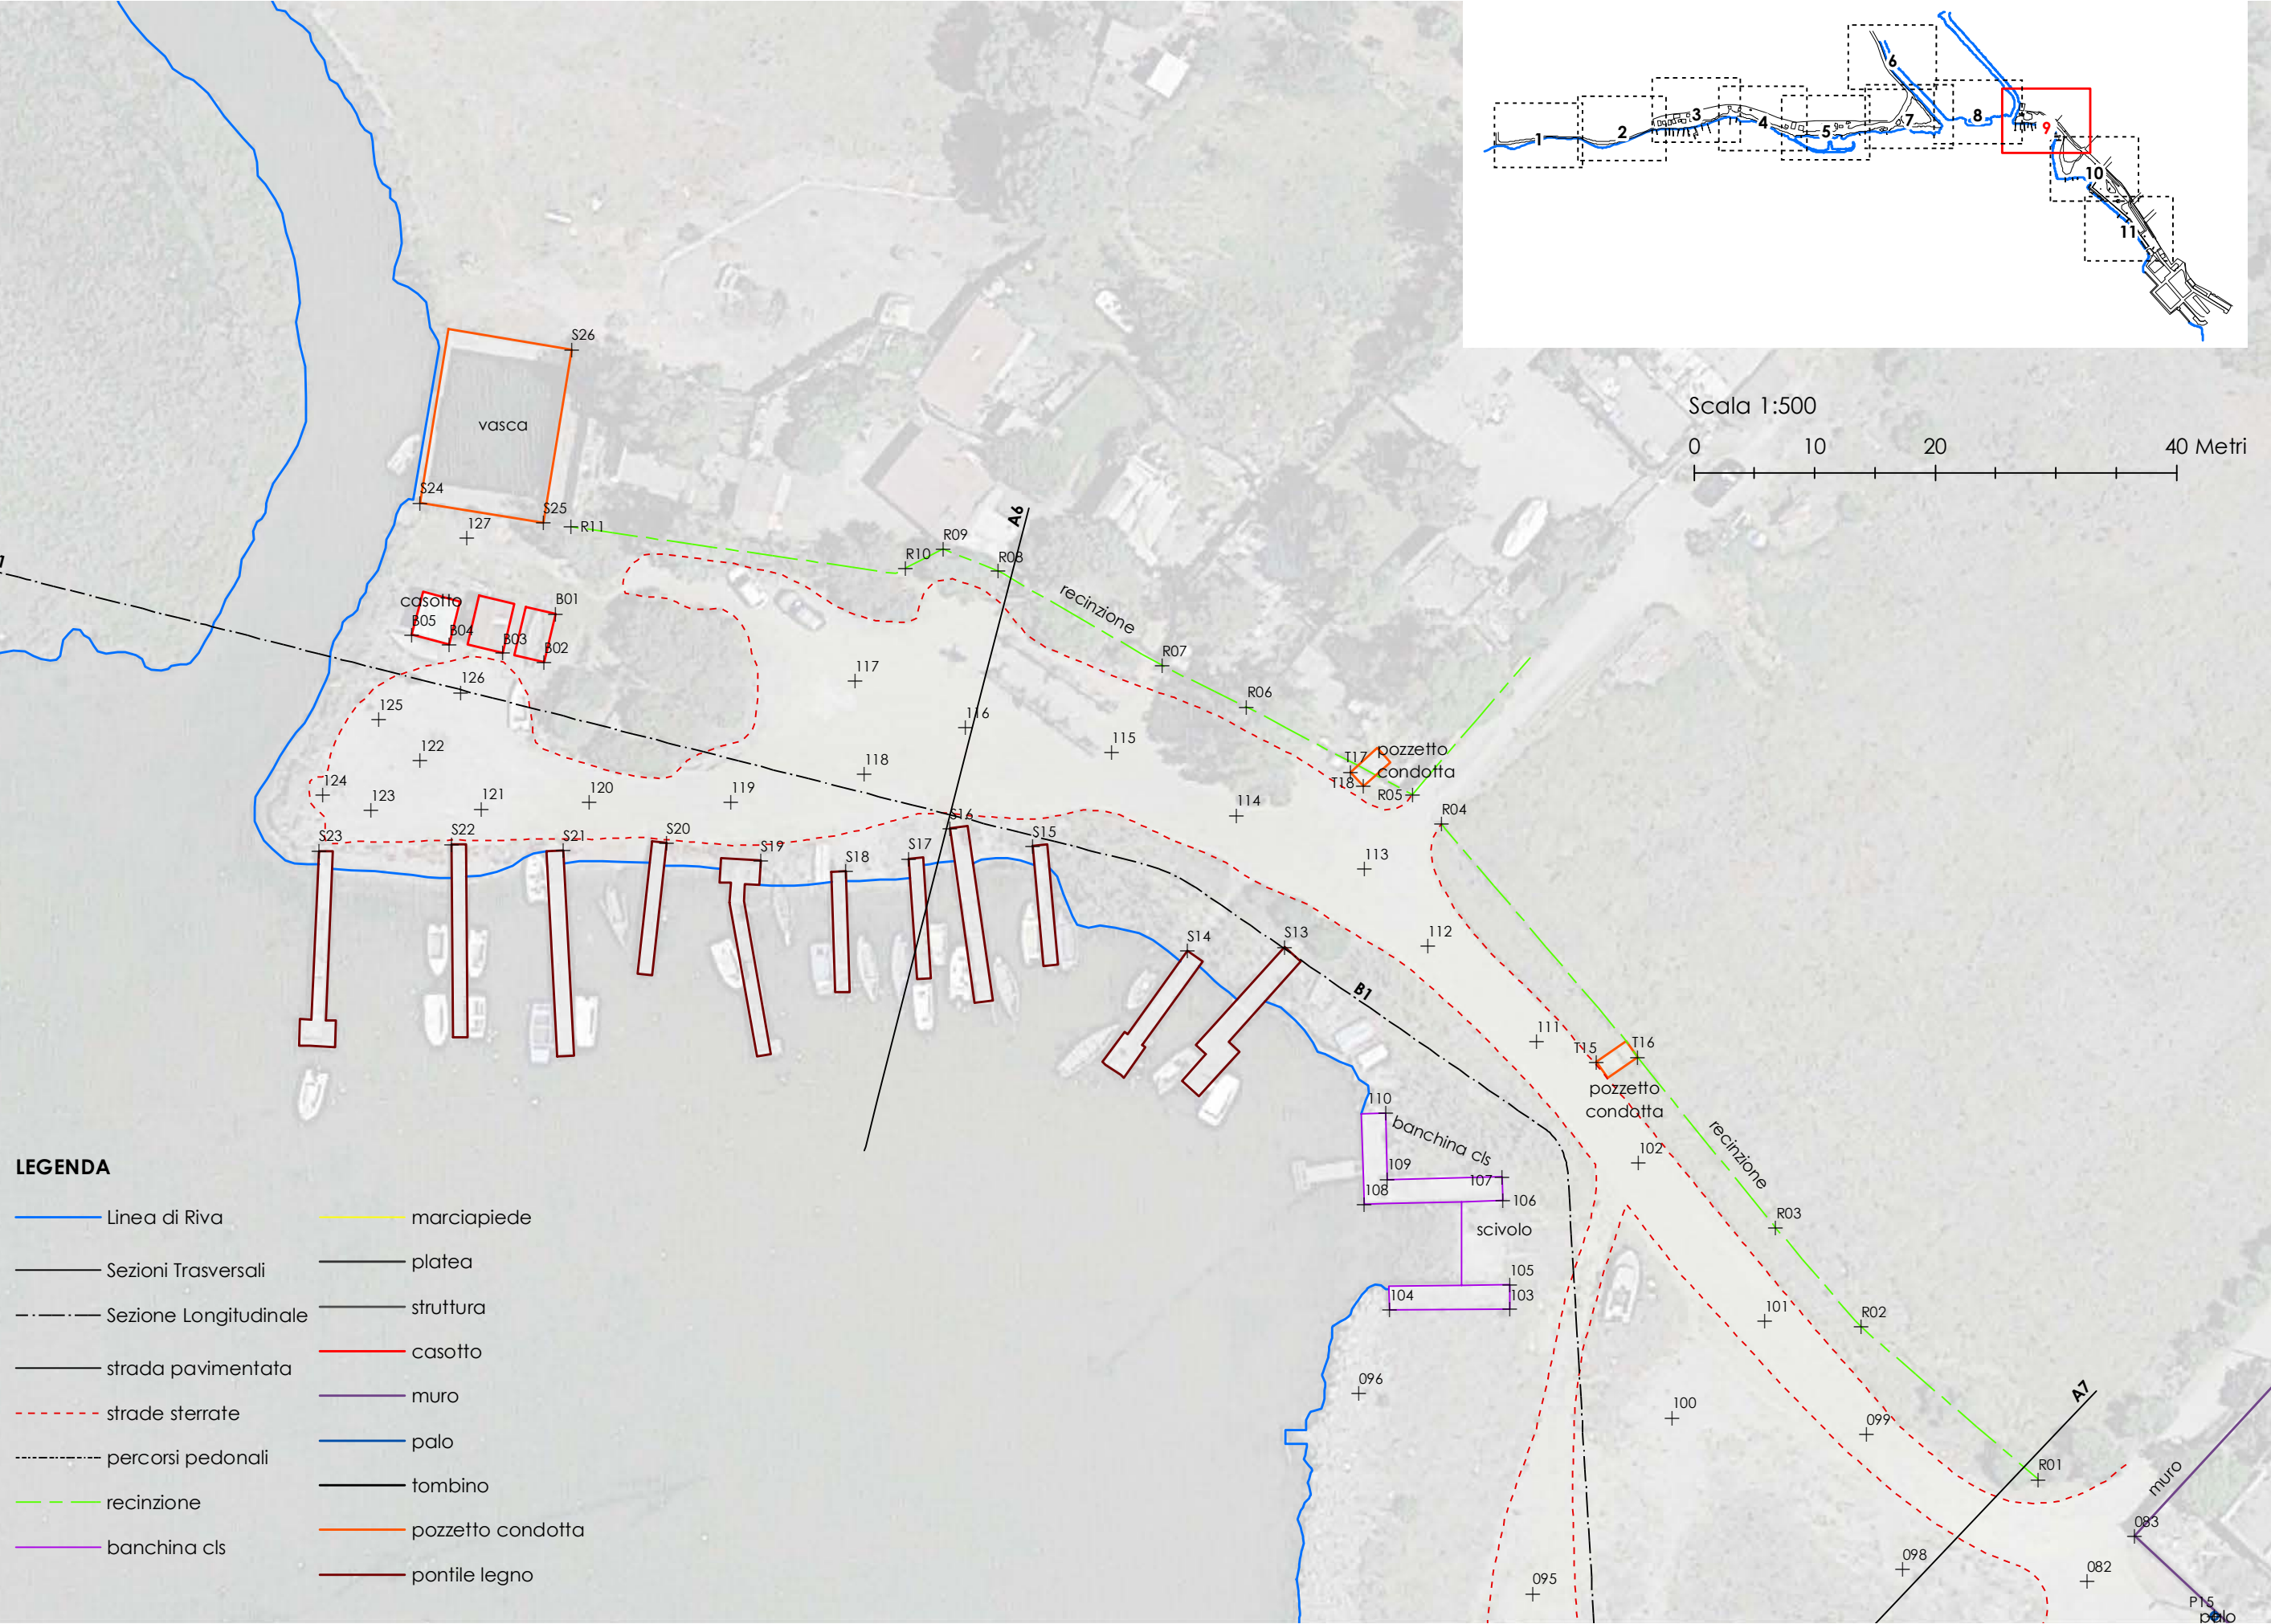 6
3
8
7
2
4
5
1
9
10
11
Scala 1:500
0 10 20 40 Metri
S26
vasca
S24
S25
127
R11
A6
R09
R10
R08
recinzione
casotto
B01
B05
B04
B03
B02
R07
117
126
R06
125
116
115
122
118
T17
pozzetto
condotta
T18
R05
124
123
121
120
119
114
R04
S23
S22
S21
S20
S19
S18
S17
S16
S15
113
S14
S13
112
B1
111
T15
T16
pozzetto
condotta
110
banchina cls
recinzione
109
107
102
108
106
scivolo
R03
105
104
103
101
R02
096
100
099
A7
R01
muro
083
098
082
095
P15
palo
LEGENDA
Linea di Riva
Sezioni Trasversali
Sezione Longitudinale
strada pavimentata
strade sterrate
percorsi pedonali
recinzione
banchina cls
marciapiede
platea
struttura
casotto
muro
palo
tombino
pozzetto condotta
pontile legno